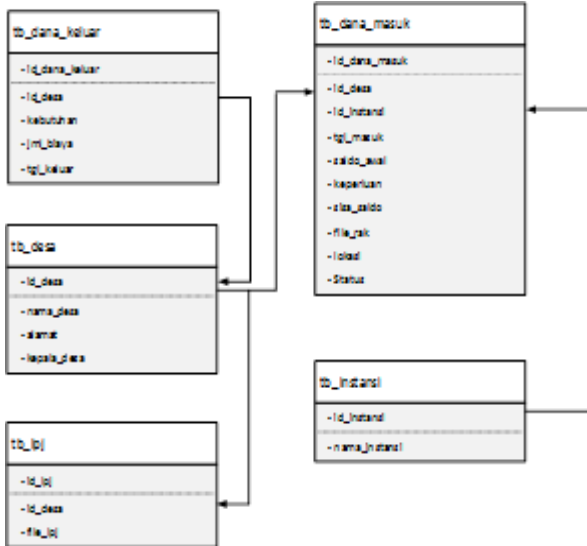 tb_dana_keluar
- id_dana_keluar
- id_desa
- kebutuhan
- jml_biaya
- tgl_keluar
tb_dana_masuk
- id_dana_masuk
- id_desa
- id_instansi
- tgl_masuk
- saldo_awal
- keperluan
- sisa_saldo
- file_rak
- lokasi
- Status
tb_desa
- id_desa
- nama_desa
- alamat
- kepala_desa
tb_instansi
- id_instansi
- nama_instansi
tb_lpj
- id_lpj
- id_desa
- file_lpj